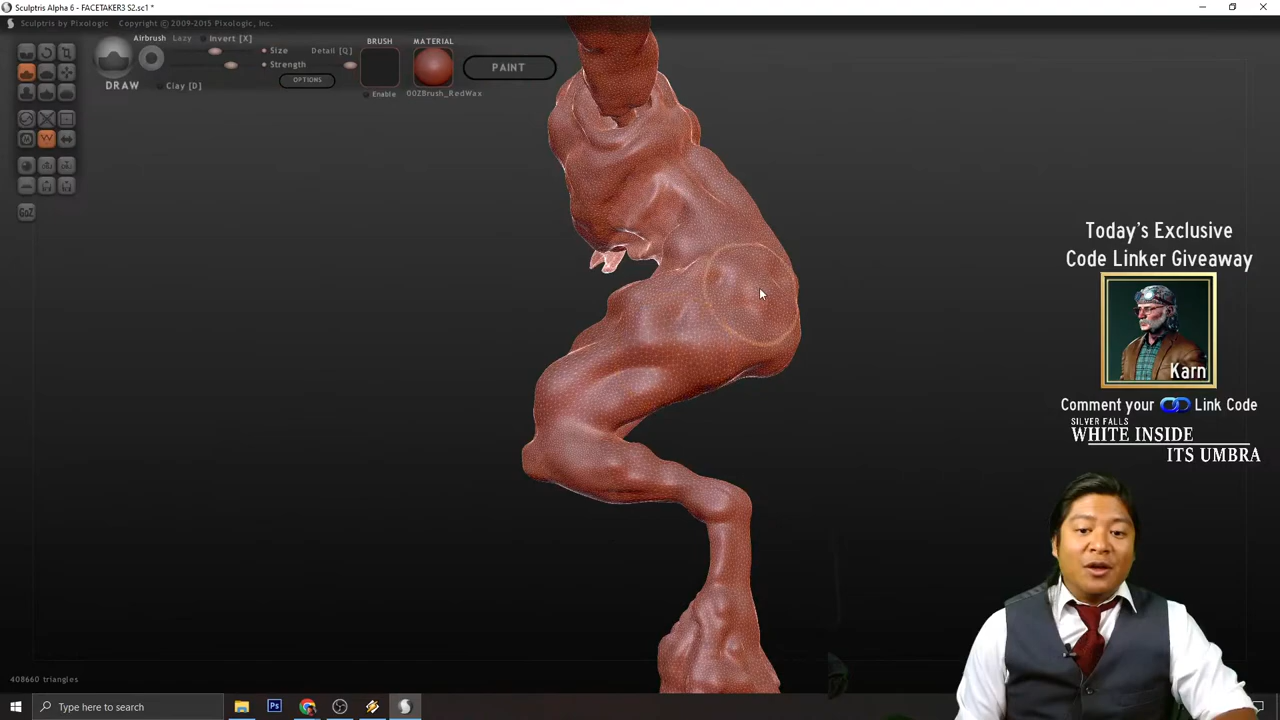 Sculptris Alpha 6 - FACETAKER3 S2.sc1 *
Sculptris by Pixologic Copyright © 2009-2015 Pixologic, Inc.
Airbrush Lazy Invert [X]
Size Detail [Q]
Strength
OPTIONS
DRAW Clay [D]
BRUSH
Enable
MATERIAL
00ZBrush_RedWax
PAINT
GoZ
Today's Exclusive
Code Linker Giveaway
Karn
Comment your Link Code
SILVER FALLS
WHITE INSIDE
ITS UMBRA
408660 triangles
Ps
Type here to search